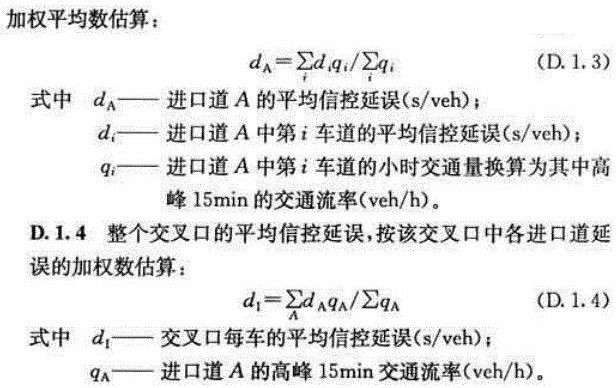 加权平均数估算：
d_A=∑_i d_i q_i/∑_i q_i (D.1.3)
式中 d_A—— 进口道 A 的平均信控延误(s/veh)；
d_i—— 进口道 A 中第 i 车道的平均信控延误(s/veh)；
q_i—— 进口道 A 中第 i 车道的小时交通量换算为其中高
峰 15min 的交通流率(veh/h)。
D.1.4 整个交叉口的平均信控延误,按该交叉口中各进口道延
误的加权数估算：
d_I=∑_A d_A q_A/∑q_A (D.1.4)
式中 d_I—— 交叉口每车的平均信控延误(s/veh)；
q_A—— 进口道 A 的高峰 15min 交通流率(veh/h)。